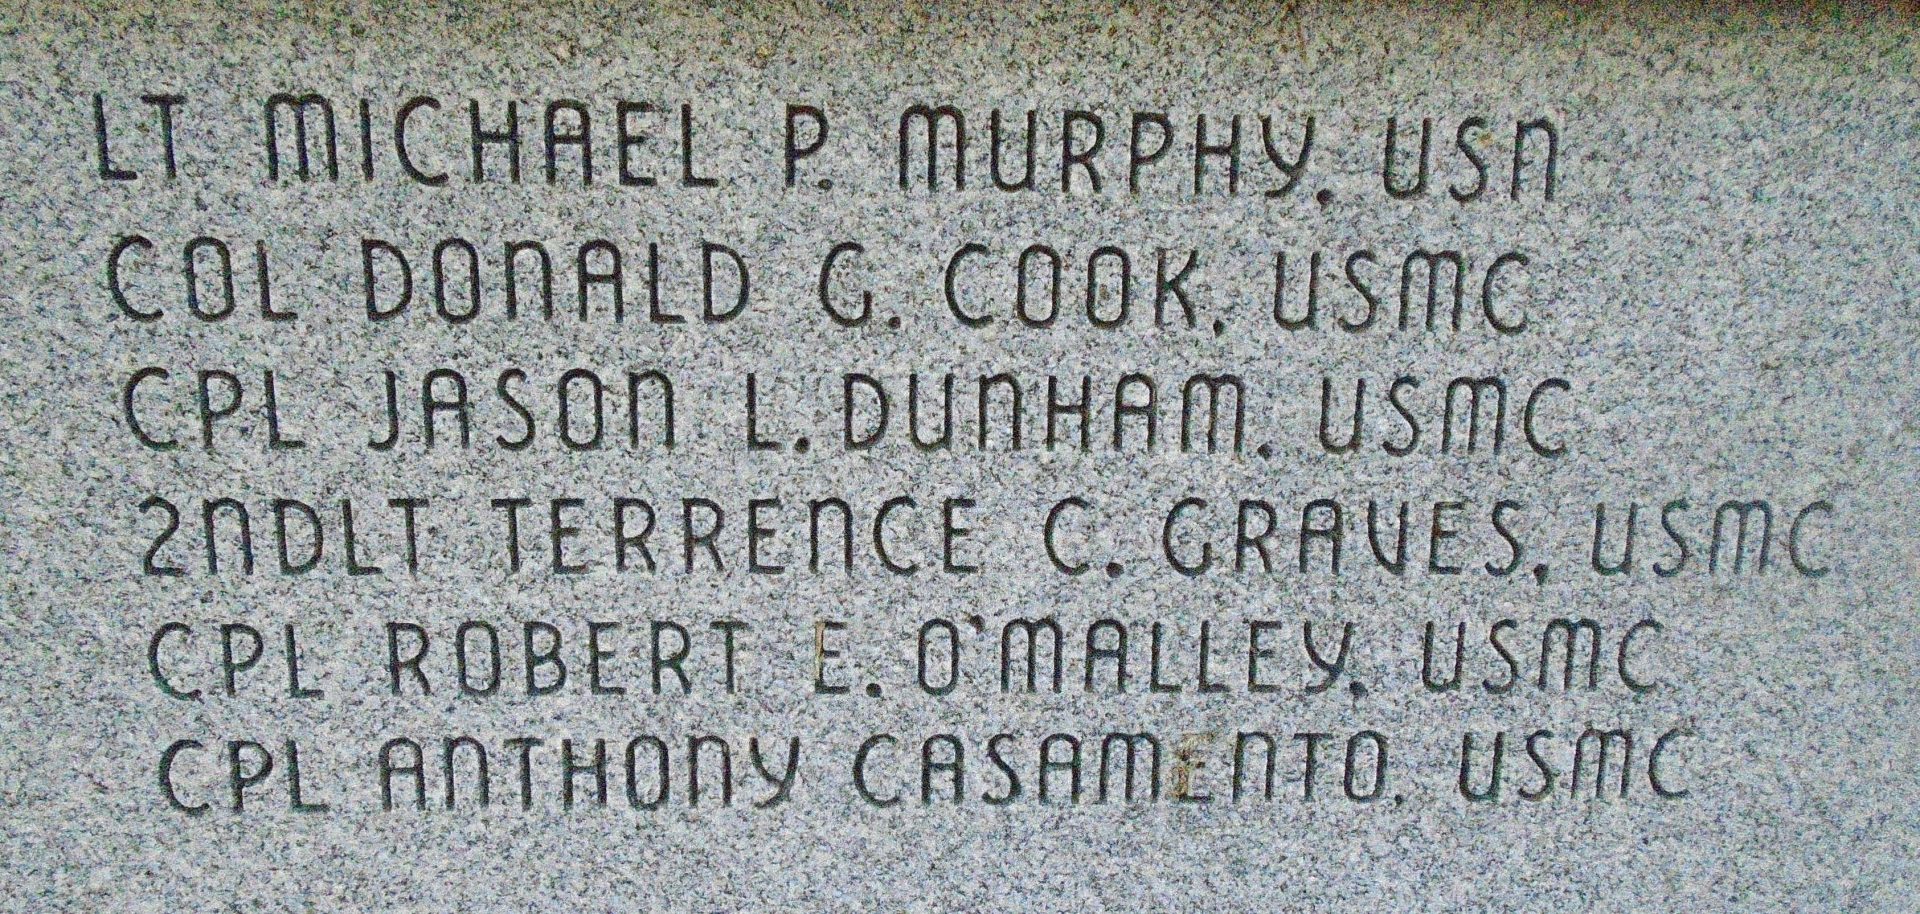 LT MICHAEL P. MURPHY, USN
COL DONALD G. COOK, USMC
CPL JASON L. DUNHAM, USMC
2NDLT TERRENCE C. GRAVES, USMC
CPL ROBERT E. O'MALLEY, USMC
CPL ANTHONY CASAMENTO, USMC